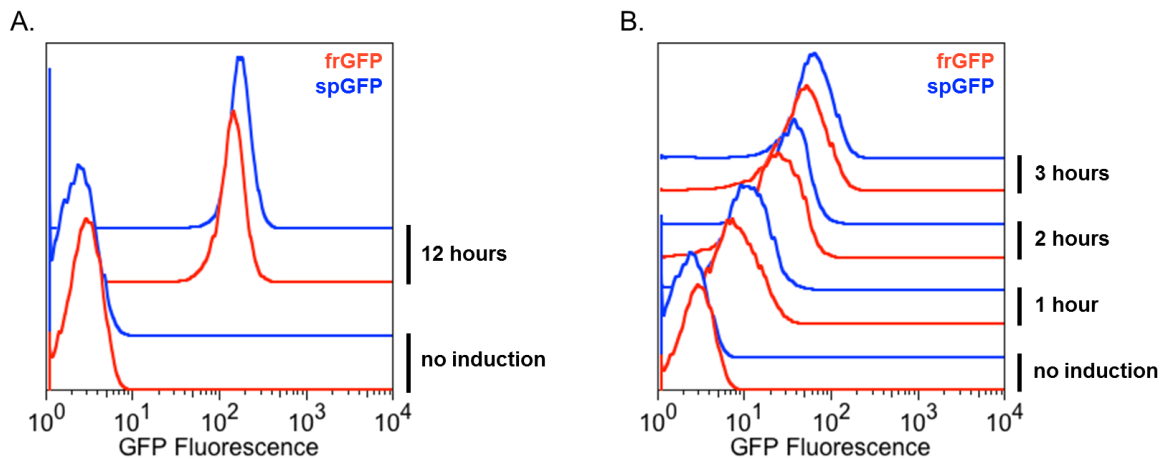 A.
frGFP
spGFP
12 hours
no induction
10^0 10^1 10^2 10^3 10^4
GFP Fluorescence
B.
frGFP
spGFP
3 hours
2 hours
1 hour
no induction
10^0 10^1 10^2 10^3 10^4
GFP Fluorescence